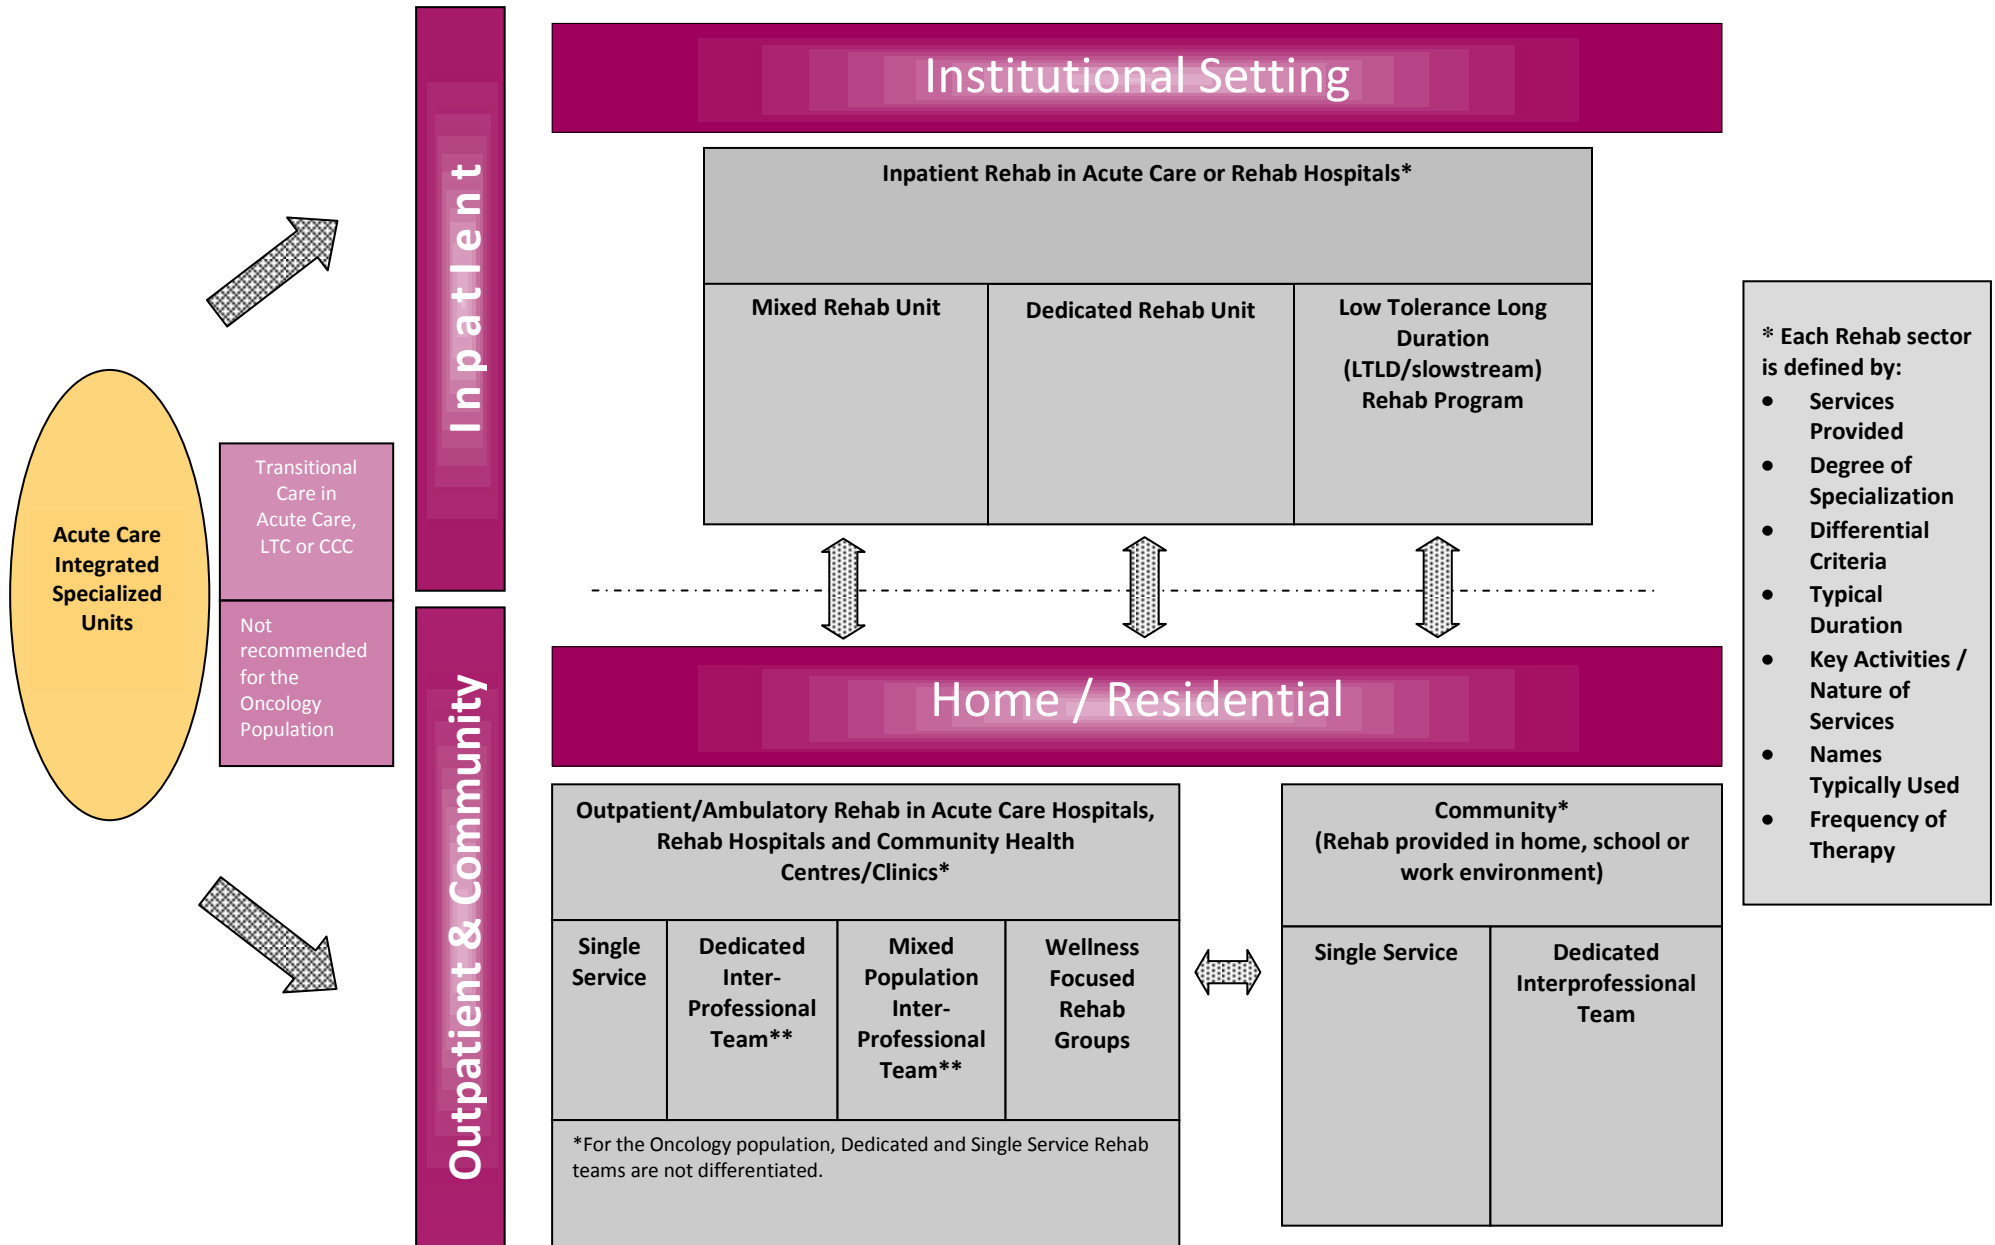 Institutional Setting
I n p a t I e n t
Inpatient Rehab in Acute Care or Rehab Hospitals*
Mixed Rehab Unit
Dedicated Rehab Unit
Low Tolerance Long
Duration
(LTLD/slowstream)
Rehab Program
Acute Care
Integrated
Specialized
Units
Transitional
Care in
Acute Care,
LTC or CCC
Not
recommended
for the
Oncology
Population
Outpatient & Community
Home / Residential
Outpatient/Ambulatory Rehab in Acute Care Hospitals,
Rehab Hospitals and Community Health
Centres/Clinics*
Single
Service
Dedicated
Inter-
Professional
Team**
Mixed
Population
Inter-
Professional
Team**
Wellness
Focused
Rehab
Groups
*For the Oncology population, Dedicated and Single Service Rehab
teams are not differentiated.
Community*
(Rehab provided in home, school or
work environment)
Single Service
Dedicated
Interprofessional
Team
* Each Rehab sector
is defined by:
• Services
Provided
• Degree of
Specialization
• Differential
Criteria
• Typical
Duration
• Key Activities /
Nature of
Services
• Names
Typically Used
• Frequency of
Therapy